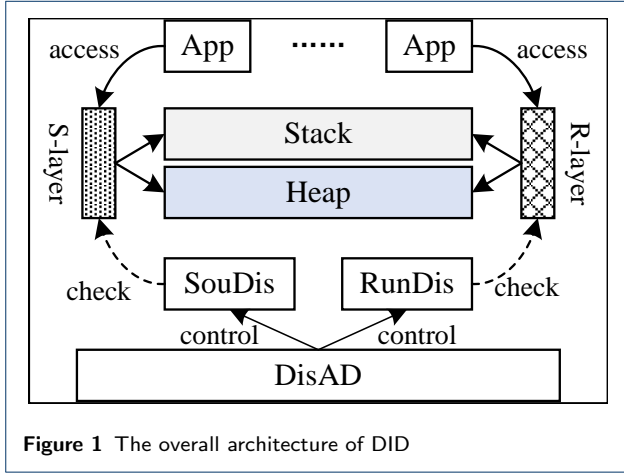 App ...... App
access access
S-layer
Stack
R-layer
Heap
SouDis RunDis
check check
control control
DisAD
Figure 1 The overall architecture of DID